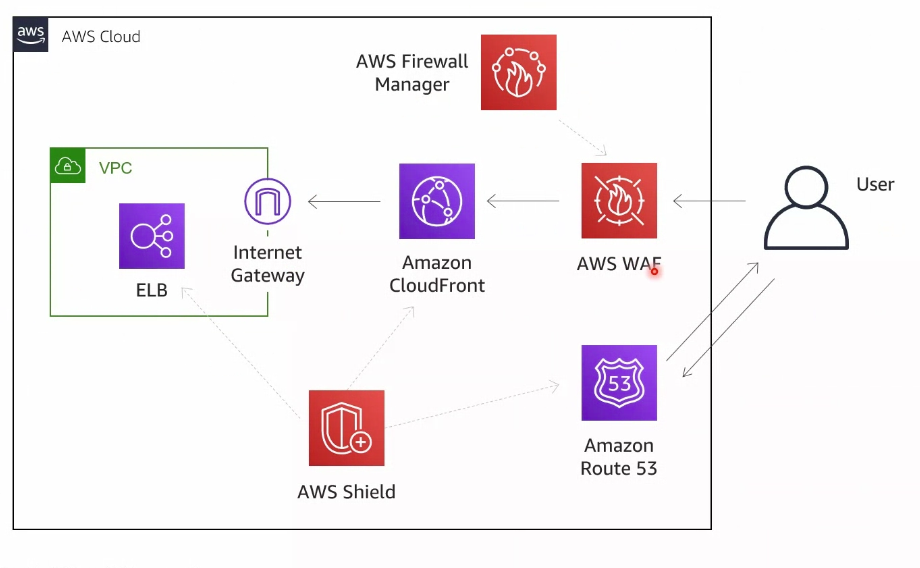 aws
AWS Cloud
AWS Firewall
Manager
VPC
User
Internet
Gateway
Amazon
CloudFront
AWS WAF
ELB
53
Amazon
Route 53
AWS Shield